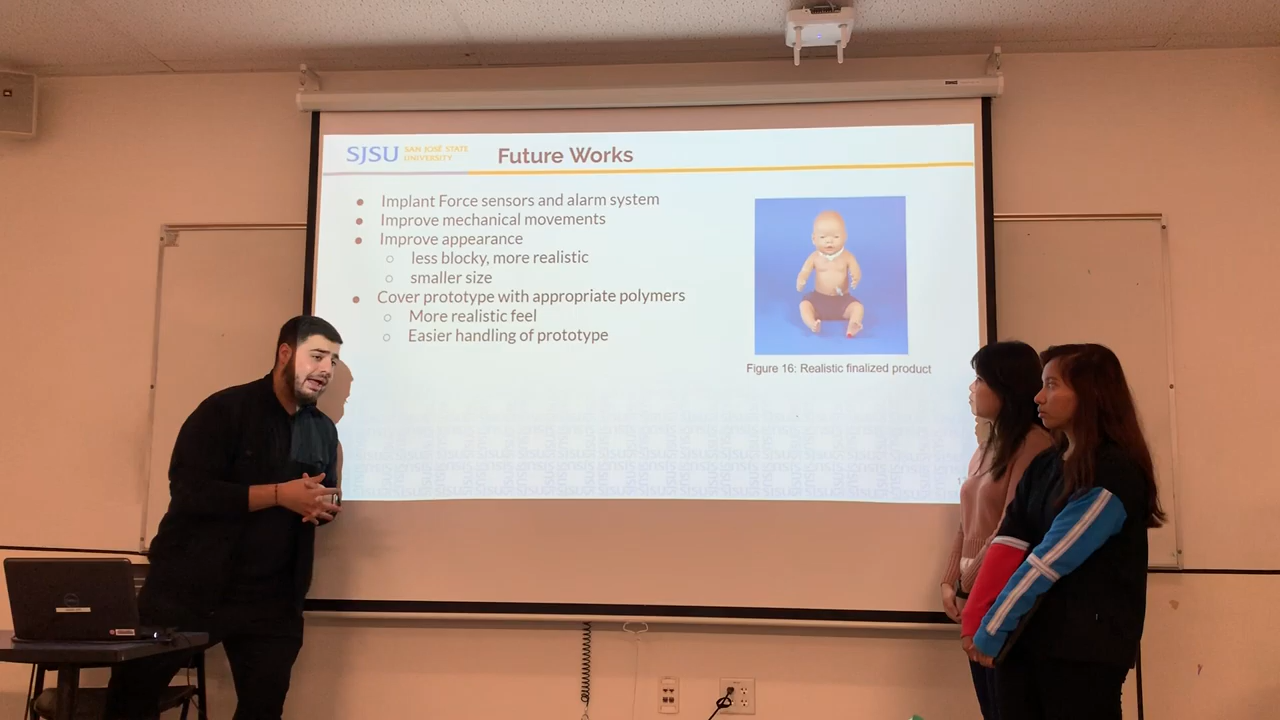 SJSU SAN JOSÉ STATE UNIVERSITY
Future Works
● Implant Force sensors and alarm system
● Improve mechanical movements
● Improve appearance
○ less blocky, more realistic
○ smaller size
● Cover prototype with appropriate polymers
○ More realistic feel
○ Easier handling of prototype
Figure 16: Realistic finalized product